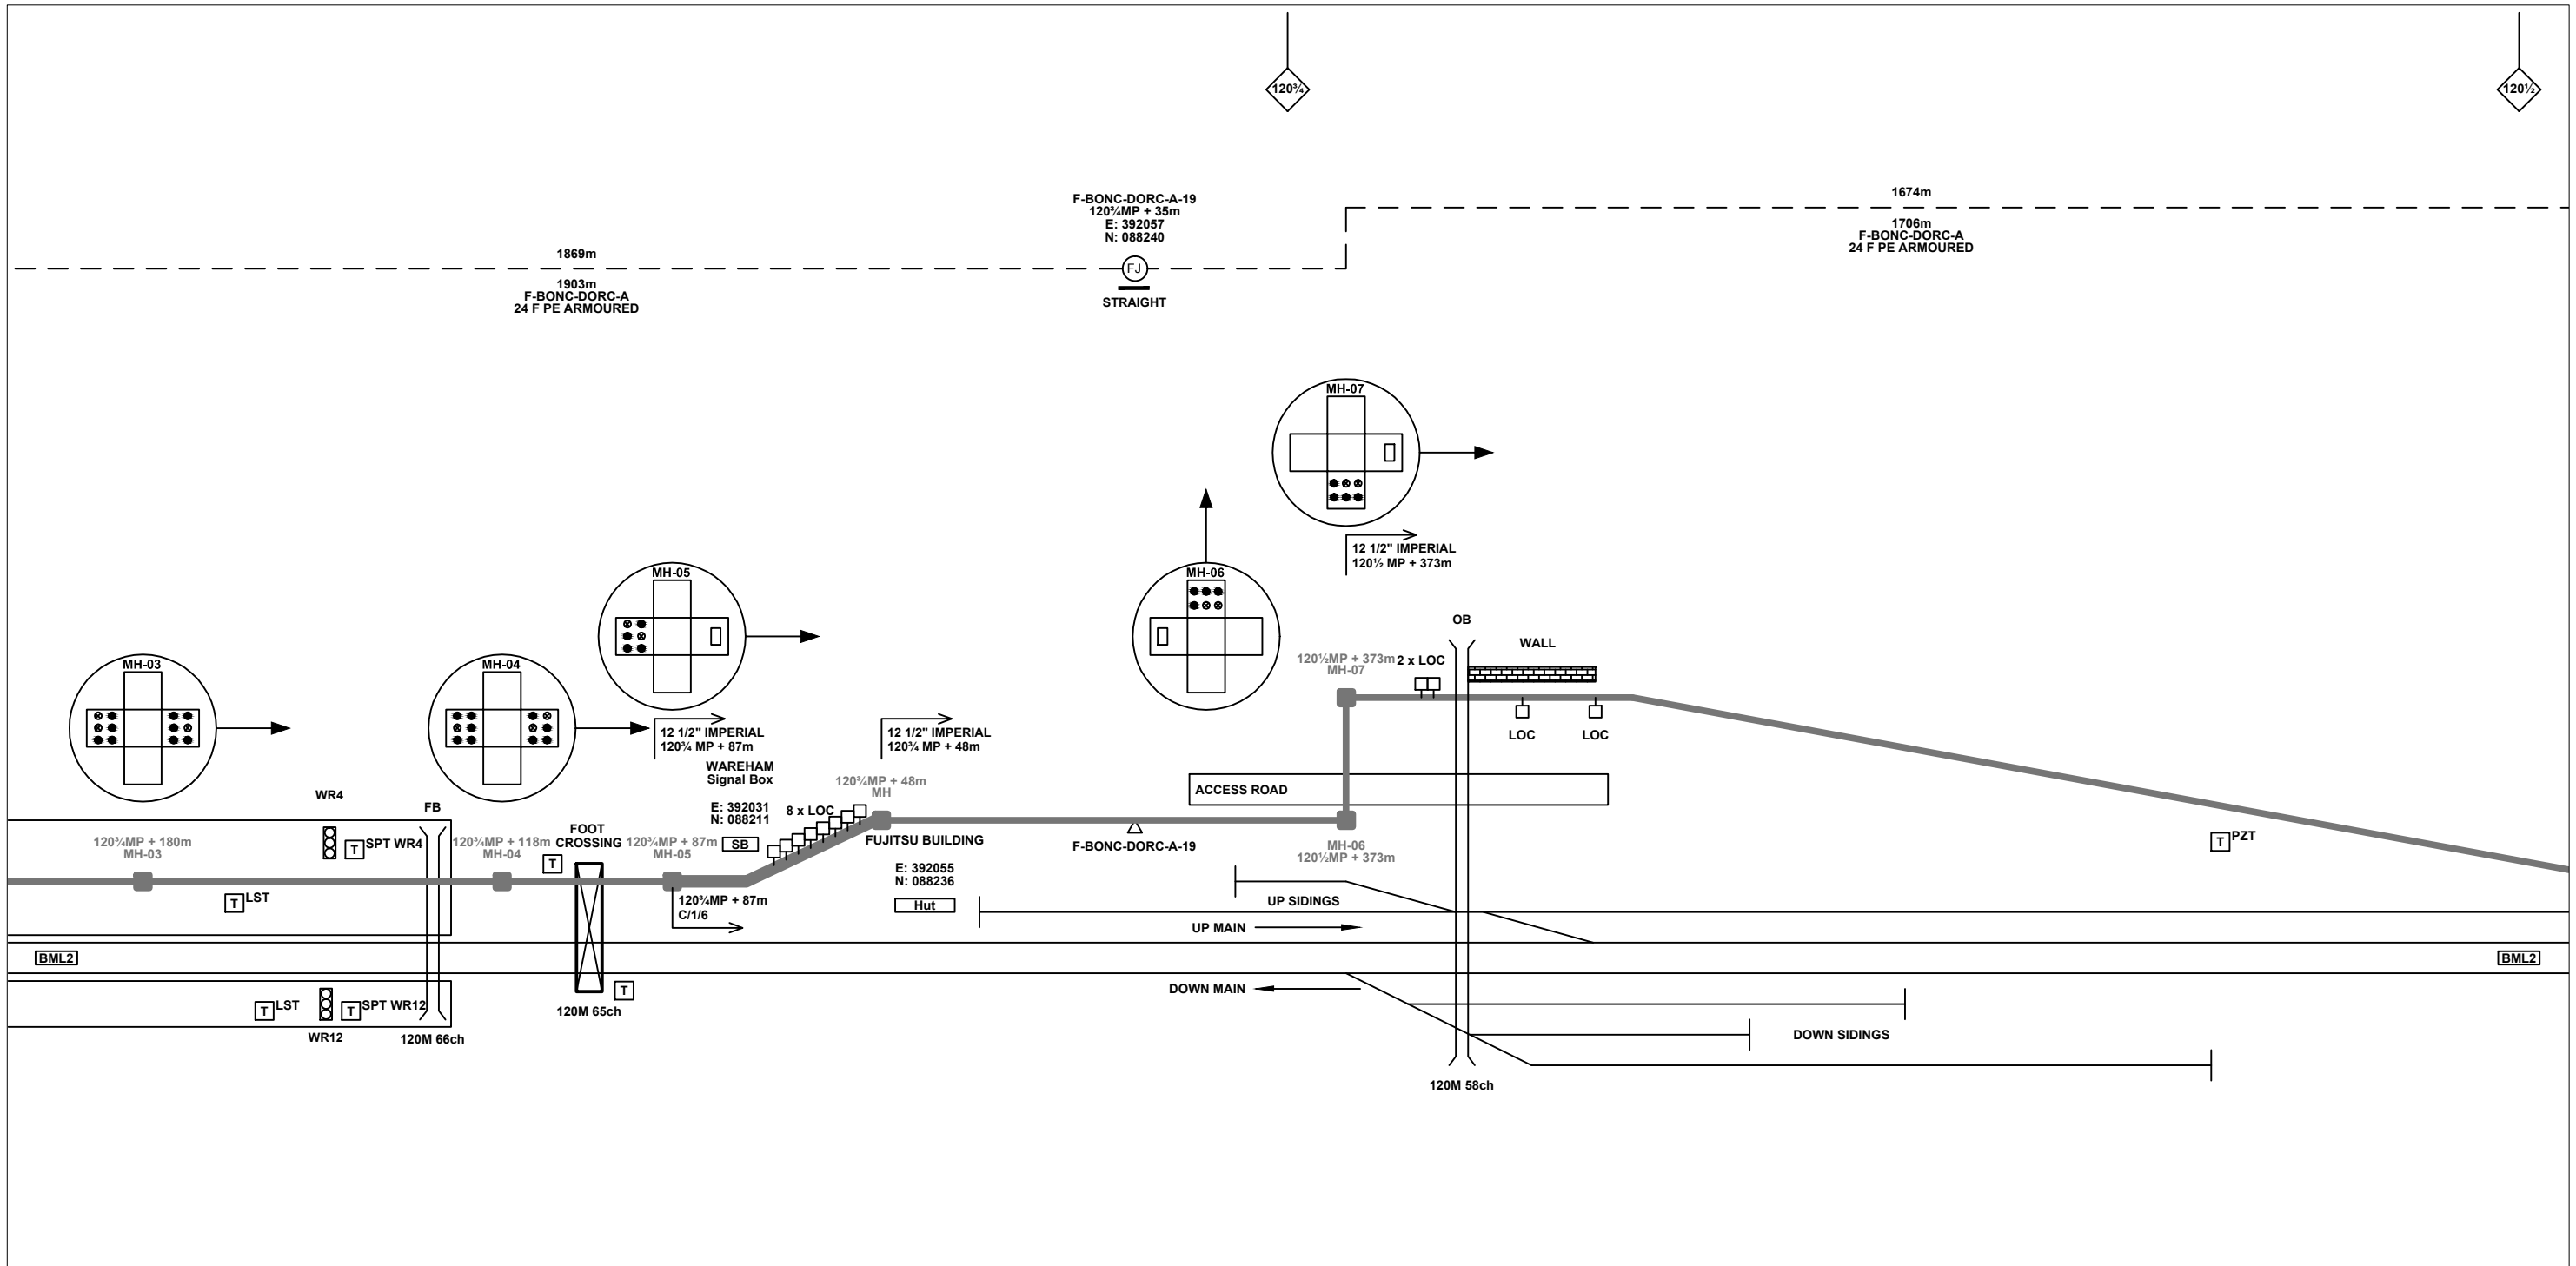 120¾
120½
F-BONC-DORC-A-19
120¾MP + 35m
E: 392057
N: 088240
1674m
1706m
F-BONC-DORC-A
24 F PE ARMOURED
1869m
1903m
F-BONC-DORC-A
24 F PE ARMOURED
FJ
STRAIGHT
MH-07
12 1/2" IMPERIAL
120½ MP + 373m
MH-05
MH-06
MH-03
MH-04
OB
WALL
120½MP + 373m
MH-07
2 x LOC
LOC
LOC
12 1/2" IMPERIAL
120¾ MP + 87m
12 1/2" IMPERIAL
120¾ MP + 48m
WAREHAM
Signal Box
E: 392031
N: 088211
SB
8 x LOC
120¾MP + 48m
MH
FUJITSU BUILDING
E: 392055
N: 088236
Hut
ACCESS ROAD
F-BONC-DORC-A-19
MH-06
120½MP + 373m
WR4
FB
120¾MP + 180m
MH-03
T
SPT WR4
120¾MP + 118m
MH-04
FOOT
CROSSING
T
120¾MP + 87m
MH-05
T
PZT
T
LST
120¾MP + 87m
C/1/6
UP SIDINGS
UP MAIN
BML2
BML2
DOWN MAIN
T
LST
T
SPT WR12
WR12
120M 66ch
T
120M 65ch
DOWN SIDINGS
120M 58ch